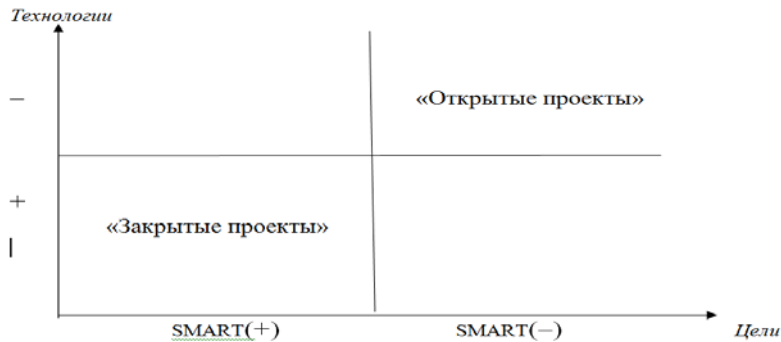 Технологии
−
«Открытые проекты»
+
«Закрытые проекты»
|
SMART(+) SMART(−) Цели